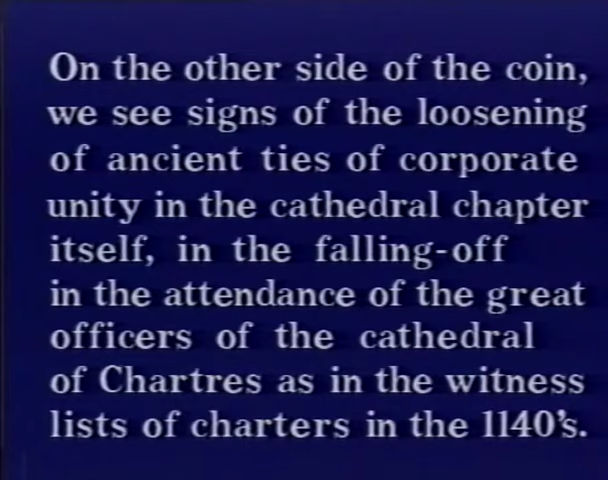 On the other side of the coin,
we see signs of the loosening
of ancient ties of corporate
unity in the cathedral chapter
itself, in the falling-off
in the attendance of the great
officers of the cathedral
of Chartres as in the witness
lists of charters in the 1140's.